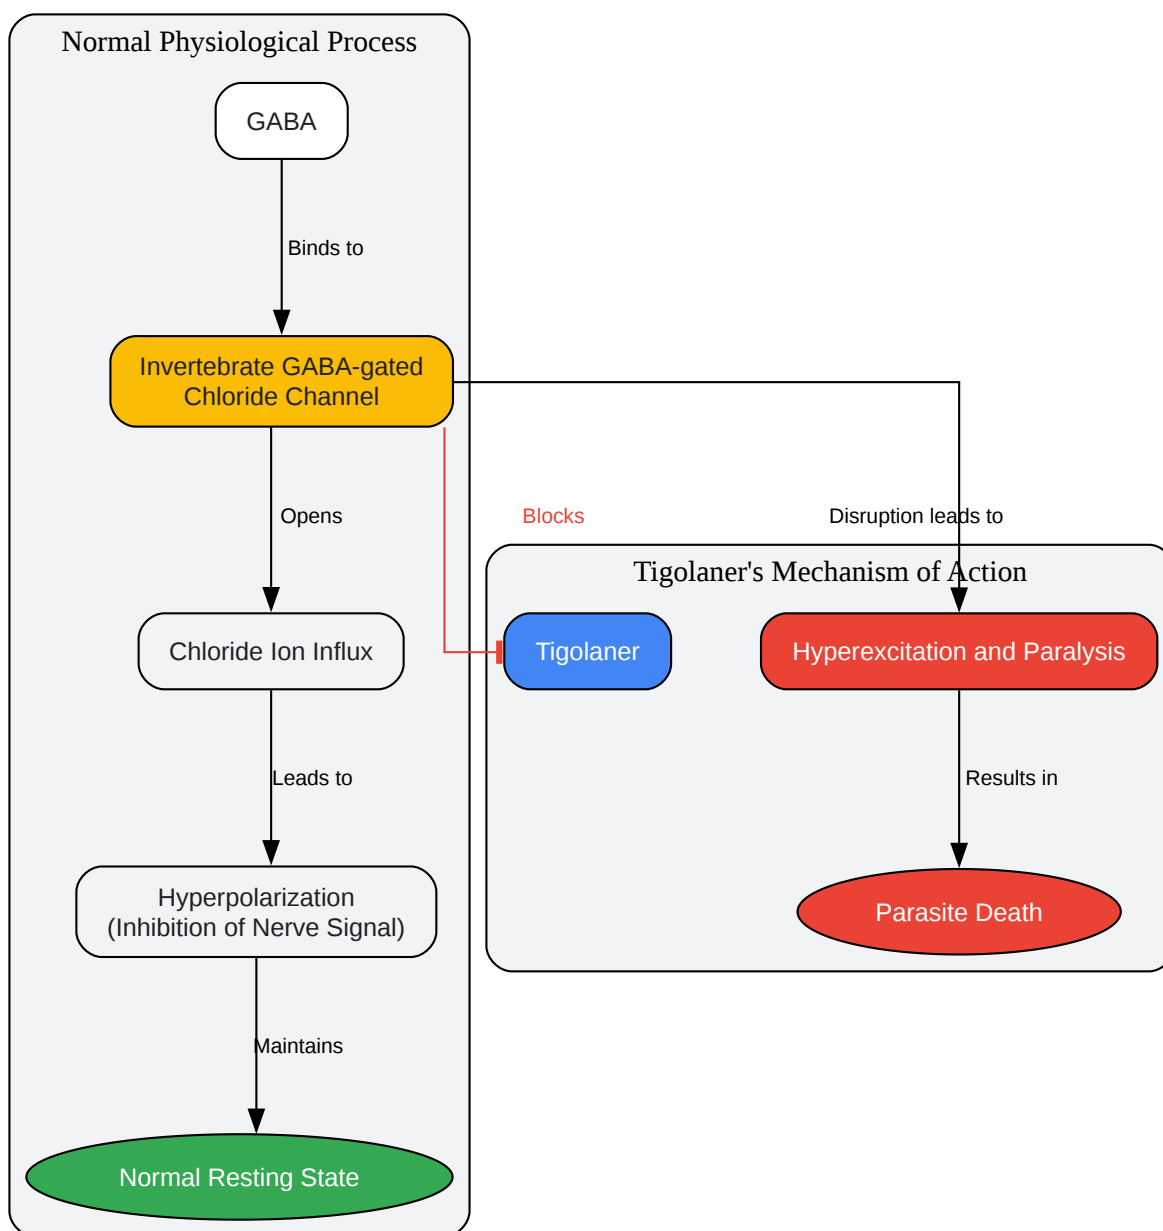 Normal Physiological Process
GABA
Binds to
Invertebrate GABA-gated
Chloride Channel
Opens
Blocks
Disruption leads to
Tigolaner's Mechanism of Action
Chloride Ion Influx
Tigolaner
Hyperexcitation and Paralysis
Leads to
Results in
Hyperpolarization
(Inhibition of Nerve Signal)
Parasite Death
Maintains
Normal Resting State